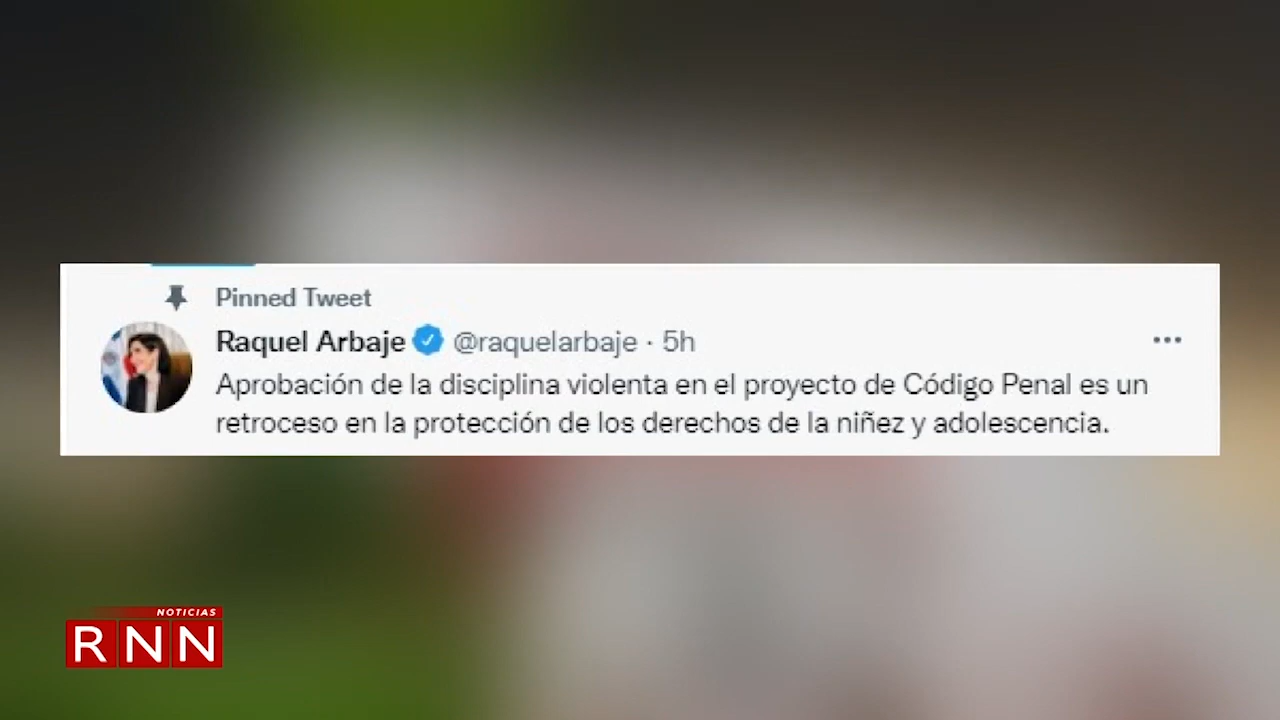 Pinned Tweet
Raquel Arbaje @raquelarbaje · 5h
Aprobación de la disciplina violenta en el proyecto de Código Penal es un
retroceso en la protección de los derechos de la niñez y adolescencia.
NOTICIAS
RNN